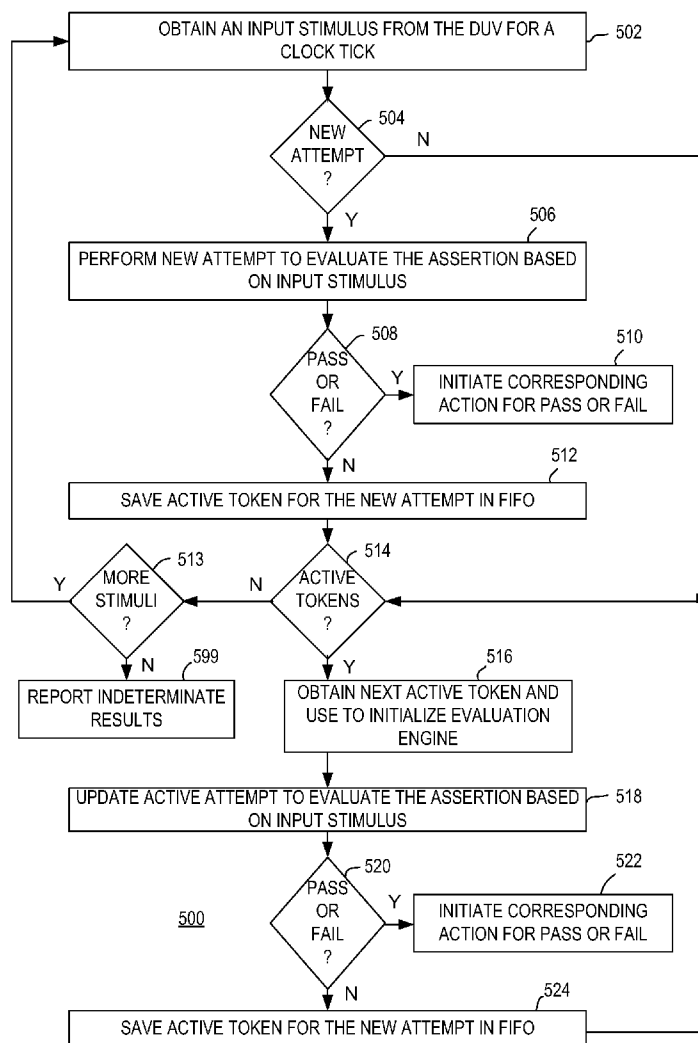 OBTAIN AN INPUT STIMULUS FROM THE DUV FOR A
CLOCK TICK
502
504
NEW
ATTEMPT
?
N
Y
506
PERFORM NEW ATTEMPT TO EVALUATE THE ASSERTION BASED
ON INPUT STIMULUS
508
PASS
OR
FAIL
?
Y
N
510
INITIATE CORRESPONDING
ACTION FOR PASS OR FAIL
512
SAVE ACTIVE TOKEN FOR THE NEW ATTEMPT IN FIFO
513
MORE
STIMULI
?
Y
N
514
ACTIVE
TOKENS
?
N
Y
599
REPORT INDETERMINATE
RESULTS
516
OBTAIN NEXT ACTIVE TOKEN AND
USE TO INITIALIZE EVALUATION
ENGINE
UPDATE ACTIVE ATTEMPT TO EVALUATE THE ASSERTION BASED
ON INPUT STIMULUS
518
520
PASS
OR
FAIL
?
Y
N
522
INITIATE CORRESPONDING
ACTION FOR PASS OR FAIL
500
524
SAVE ACTIVE TOKEN FOR THE NEW ATTEMPT IN FIFO